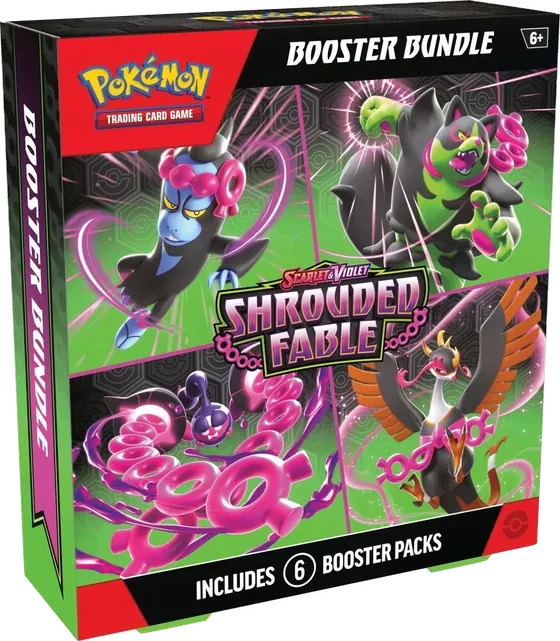 BOOSTER BUNDLE
6+
POKéMON
TRADING CARD GAME
BOOSTER BUNDLE
SCARLET & VIOLET
SHROUDED
FABLE
INCLUDES 6 BOOSTER PACKS